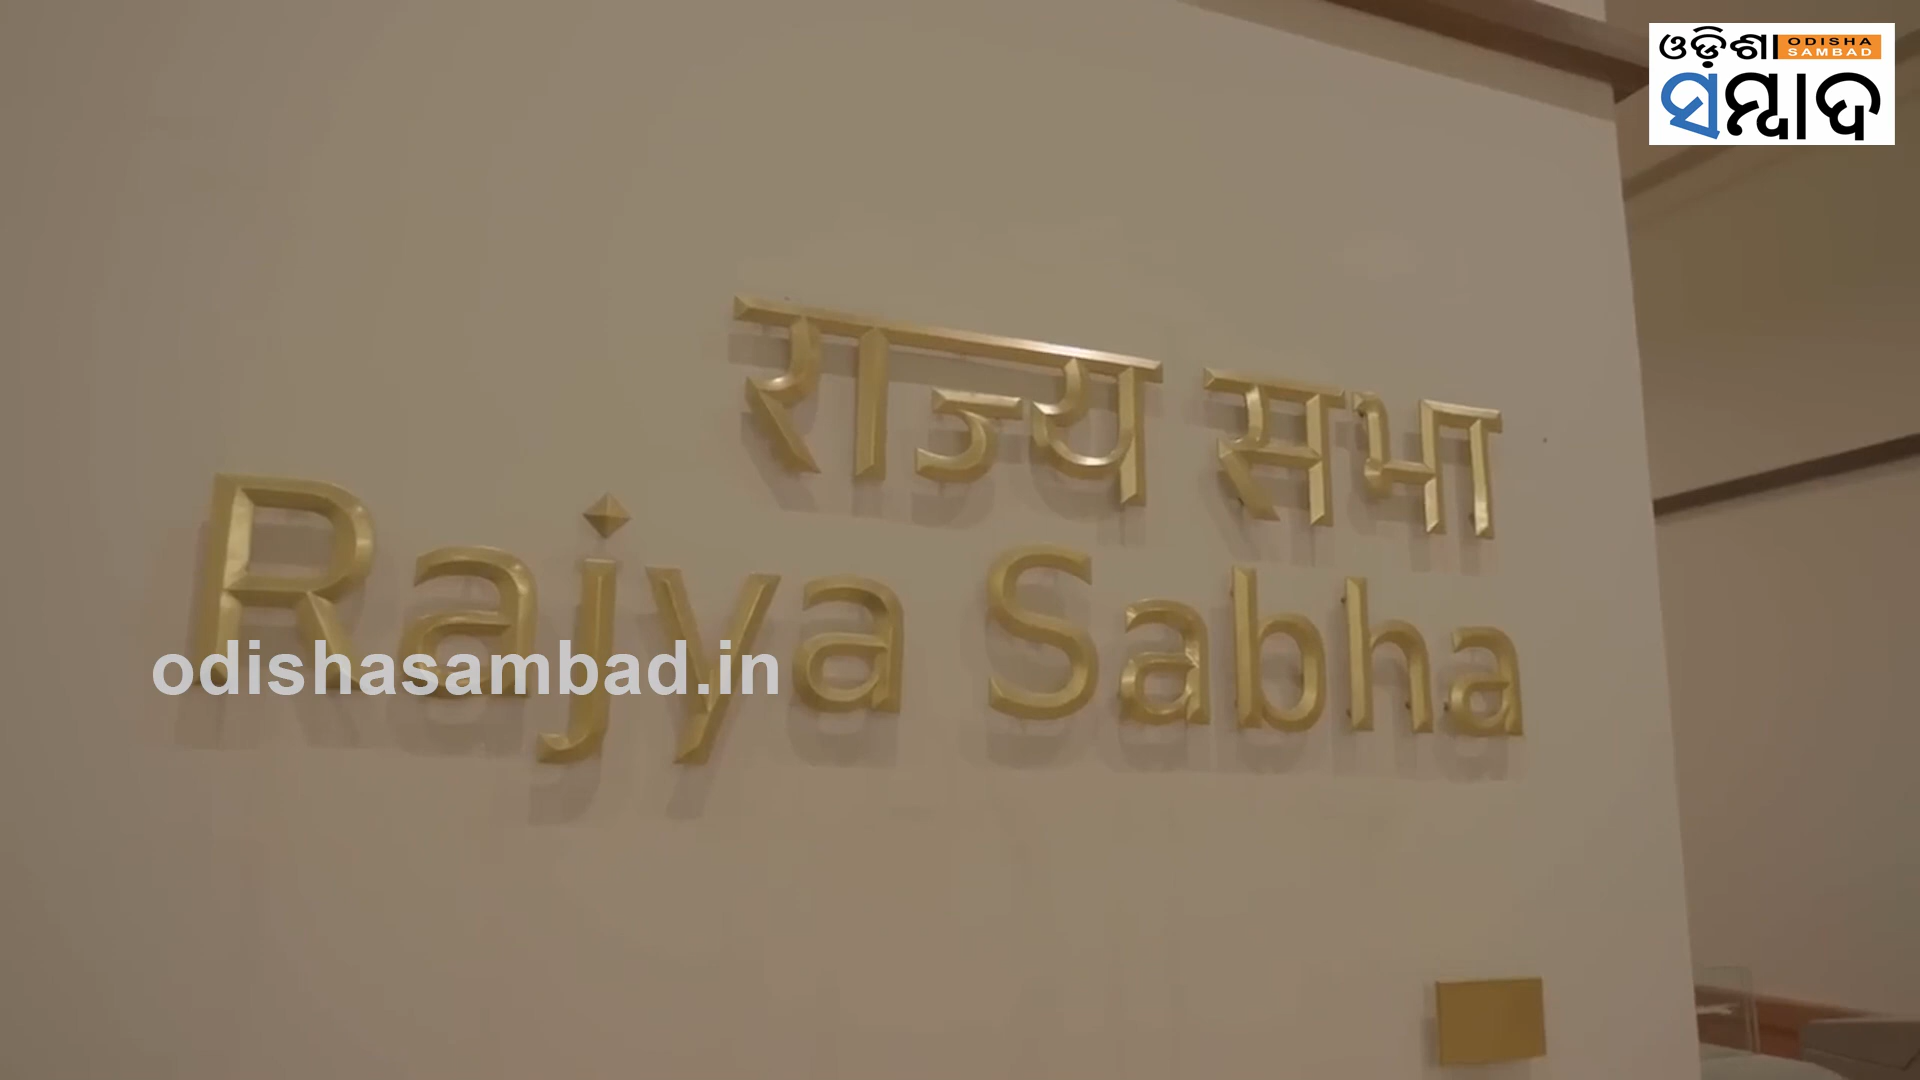 ଓଡ଼ିଶା ODISHA
SAMBAD
ସମ୍ବାଦ
राज्य सभा
Rajya Sabha
odishasambad.in